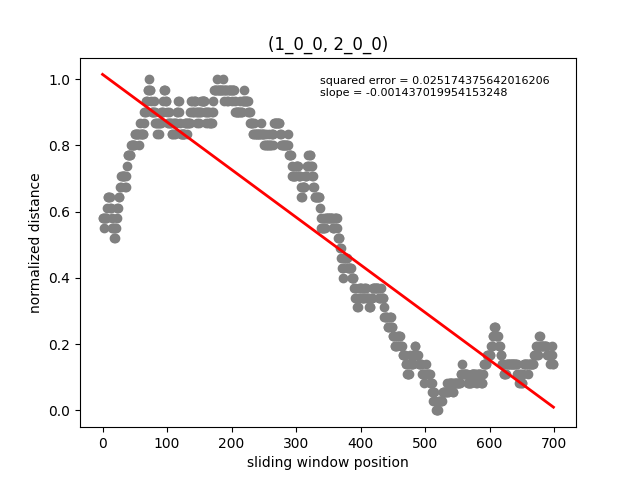 (1_0_0, 2_0_0)
squared error = 0.025174375642016206
slope = -0.001437019954153248
1.0
0.8
0.6
0.4
0.2
0.0
normalized distance
0 100 200 300 400 500 600 700
sliding window position